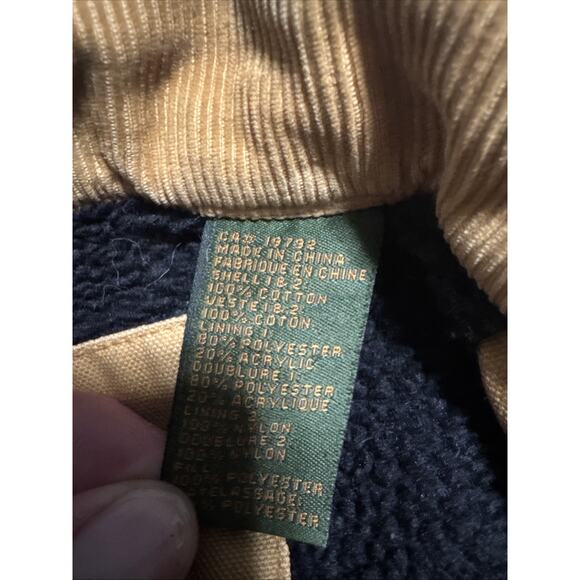 CA# 19792
MADE IN CHINA
FABRIQUE EN CHINE
SHELL 1 & 2
100% COTTON
VESTE 1 & 2
100% COTON
LINING 1
80% POLYESTER
20% ACRYLIC
DOUBLURE 1
80% POLYESTER
20% ACRYLIQUE
LINING 2
100% NYLON
DOUBLURE 2
100% NYLON
FILL
100% POLYESTER
POLYESTER